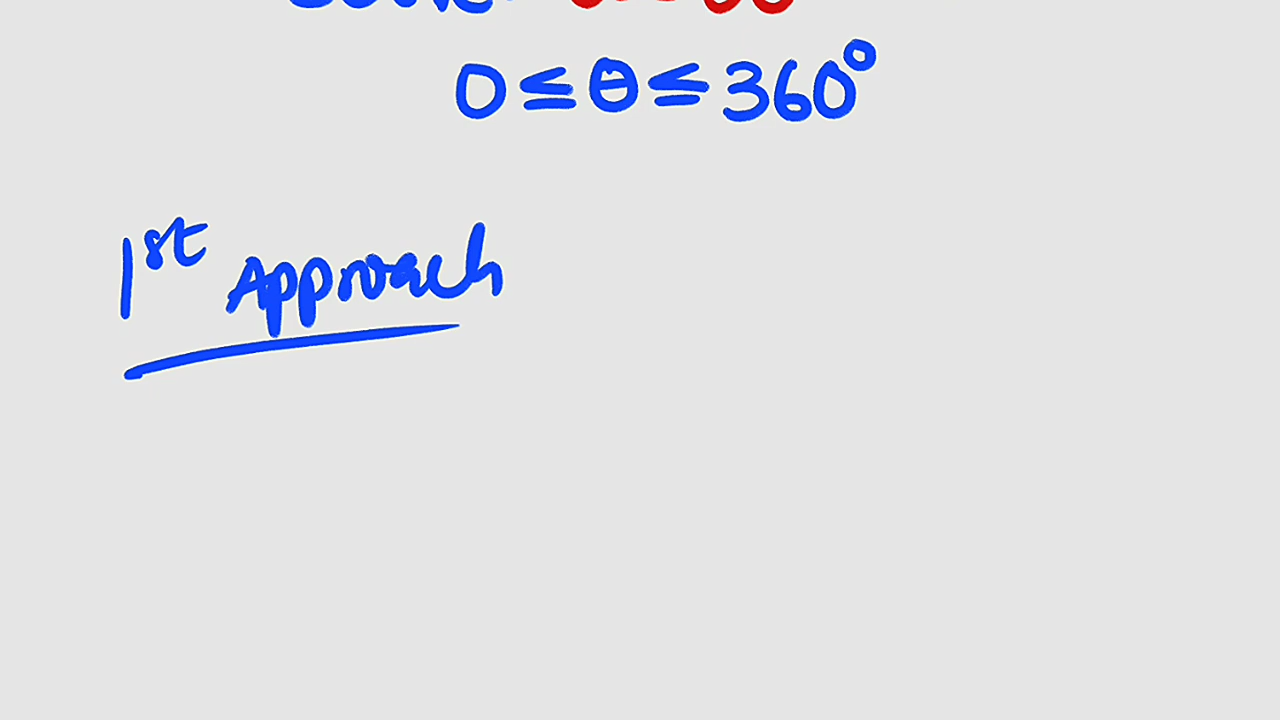 0 ≤ θ ≤ 360°
1st Approach